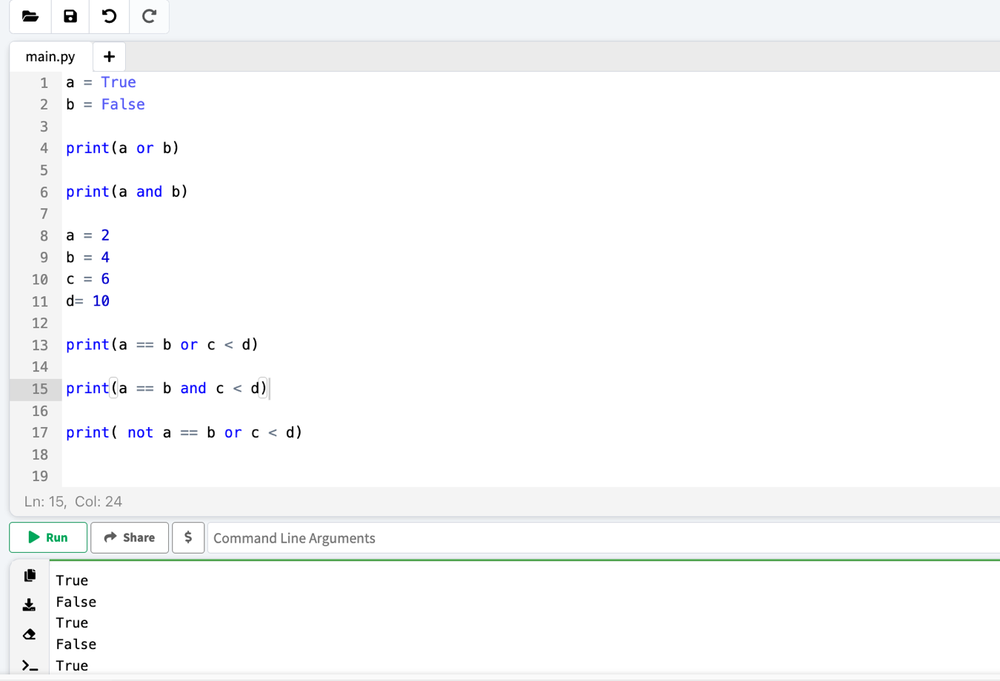 main.py +
1 a = True
2 b = False
3
4 print(a or b)
5
6 print(a and b)
7
8 a = 2
9 b = 4
10 c = 6
11 d= 10
12
13 print(a == b or c < d)
14
15 print(a == b and c < d)
16
17 print( not a == b or c < d)
18
19
Ln: 15, Col: 24
Run Share $ Command Line Arguments
True
False
True
False
True